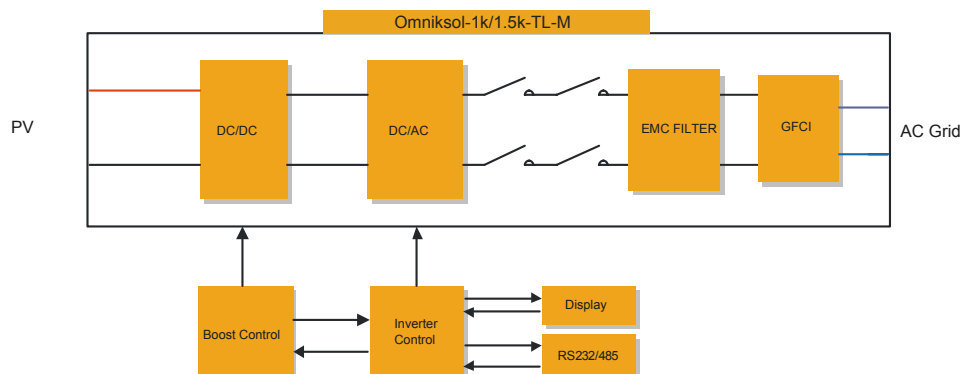 Omniksol-1k/1.5k-TL-M
PV
DC/DC
DC/AC
EMC FILTER
GFCI
AC Grid
Boost Control
Inverter
Control
Display
RS232/485